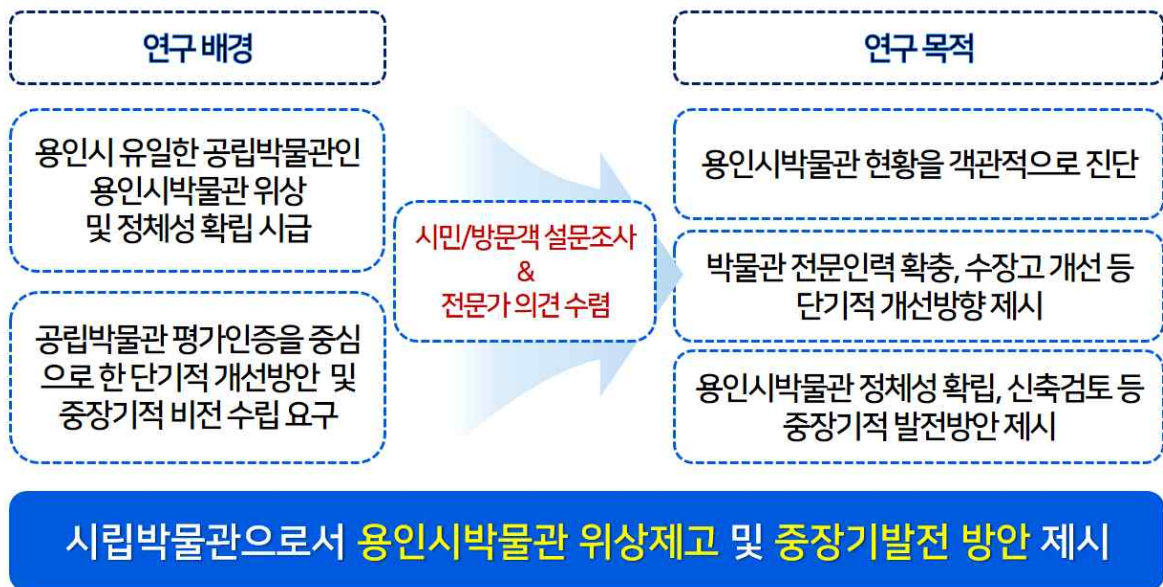 연구 배경
용인시 유일한 공립박물관인
용인시박물관 위상
및 정체성 확립 시급
공립박물관 평가인증을 중심
으로 한 단기적 개선방안 및
중장기적 비전 수립 요구
시민/방문객 설문조사
&
전문가 의견 수렴
연구 목적
용인시박물관 현황을 객관적으로 진단
박물관 전문인력 확충, 수장고 개선 등
단기적 개선방향 제시
용인시박물관 정체성 확립, 신축검토 등
중장기적 발전방안 제시
시립박물관으로서 용인시박물관 위상제고 및 중장기발전 방안 제시